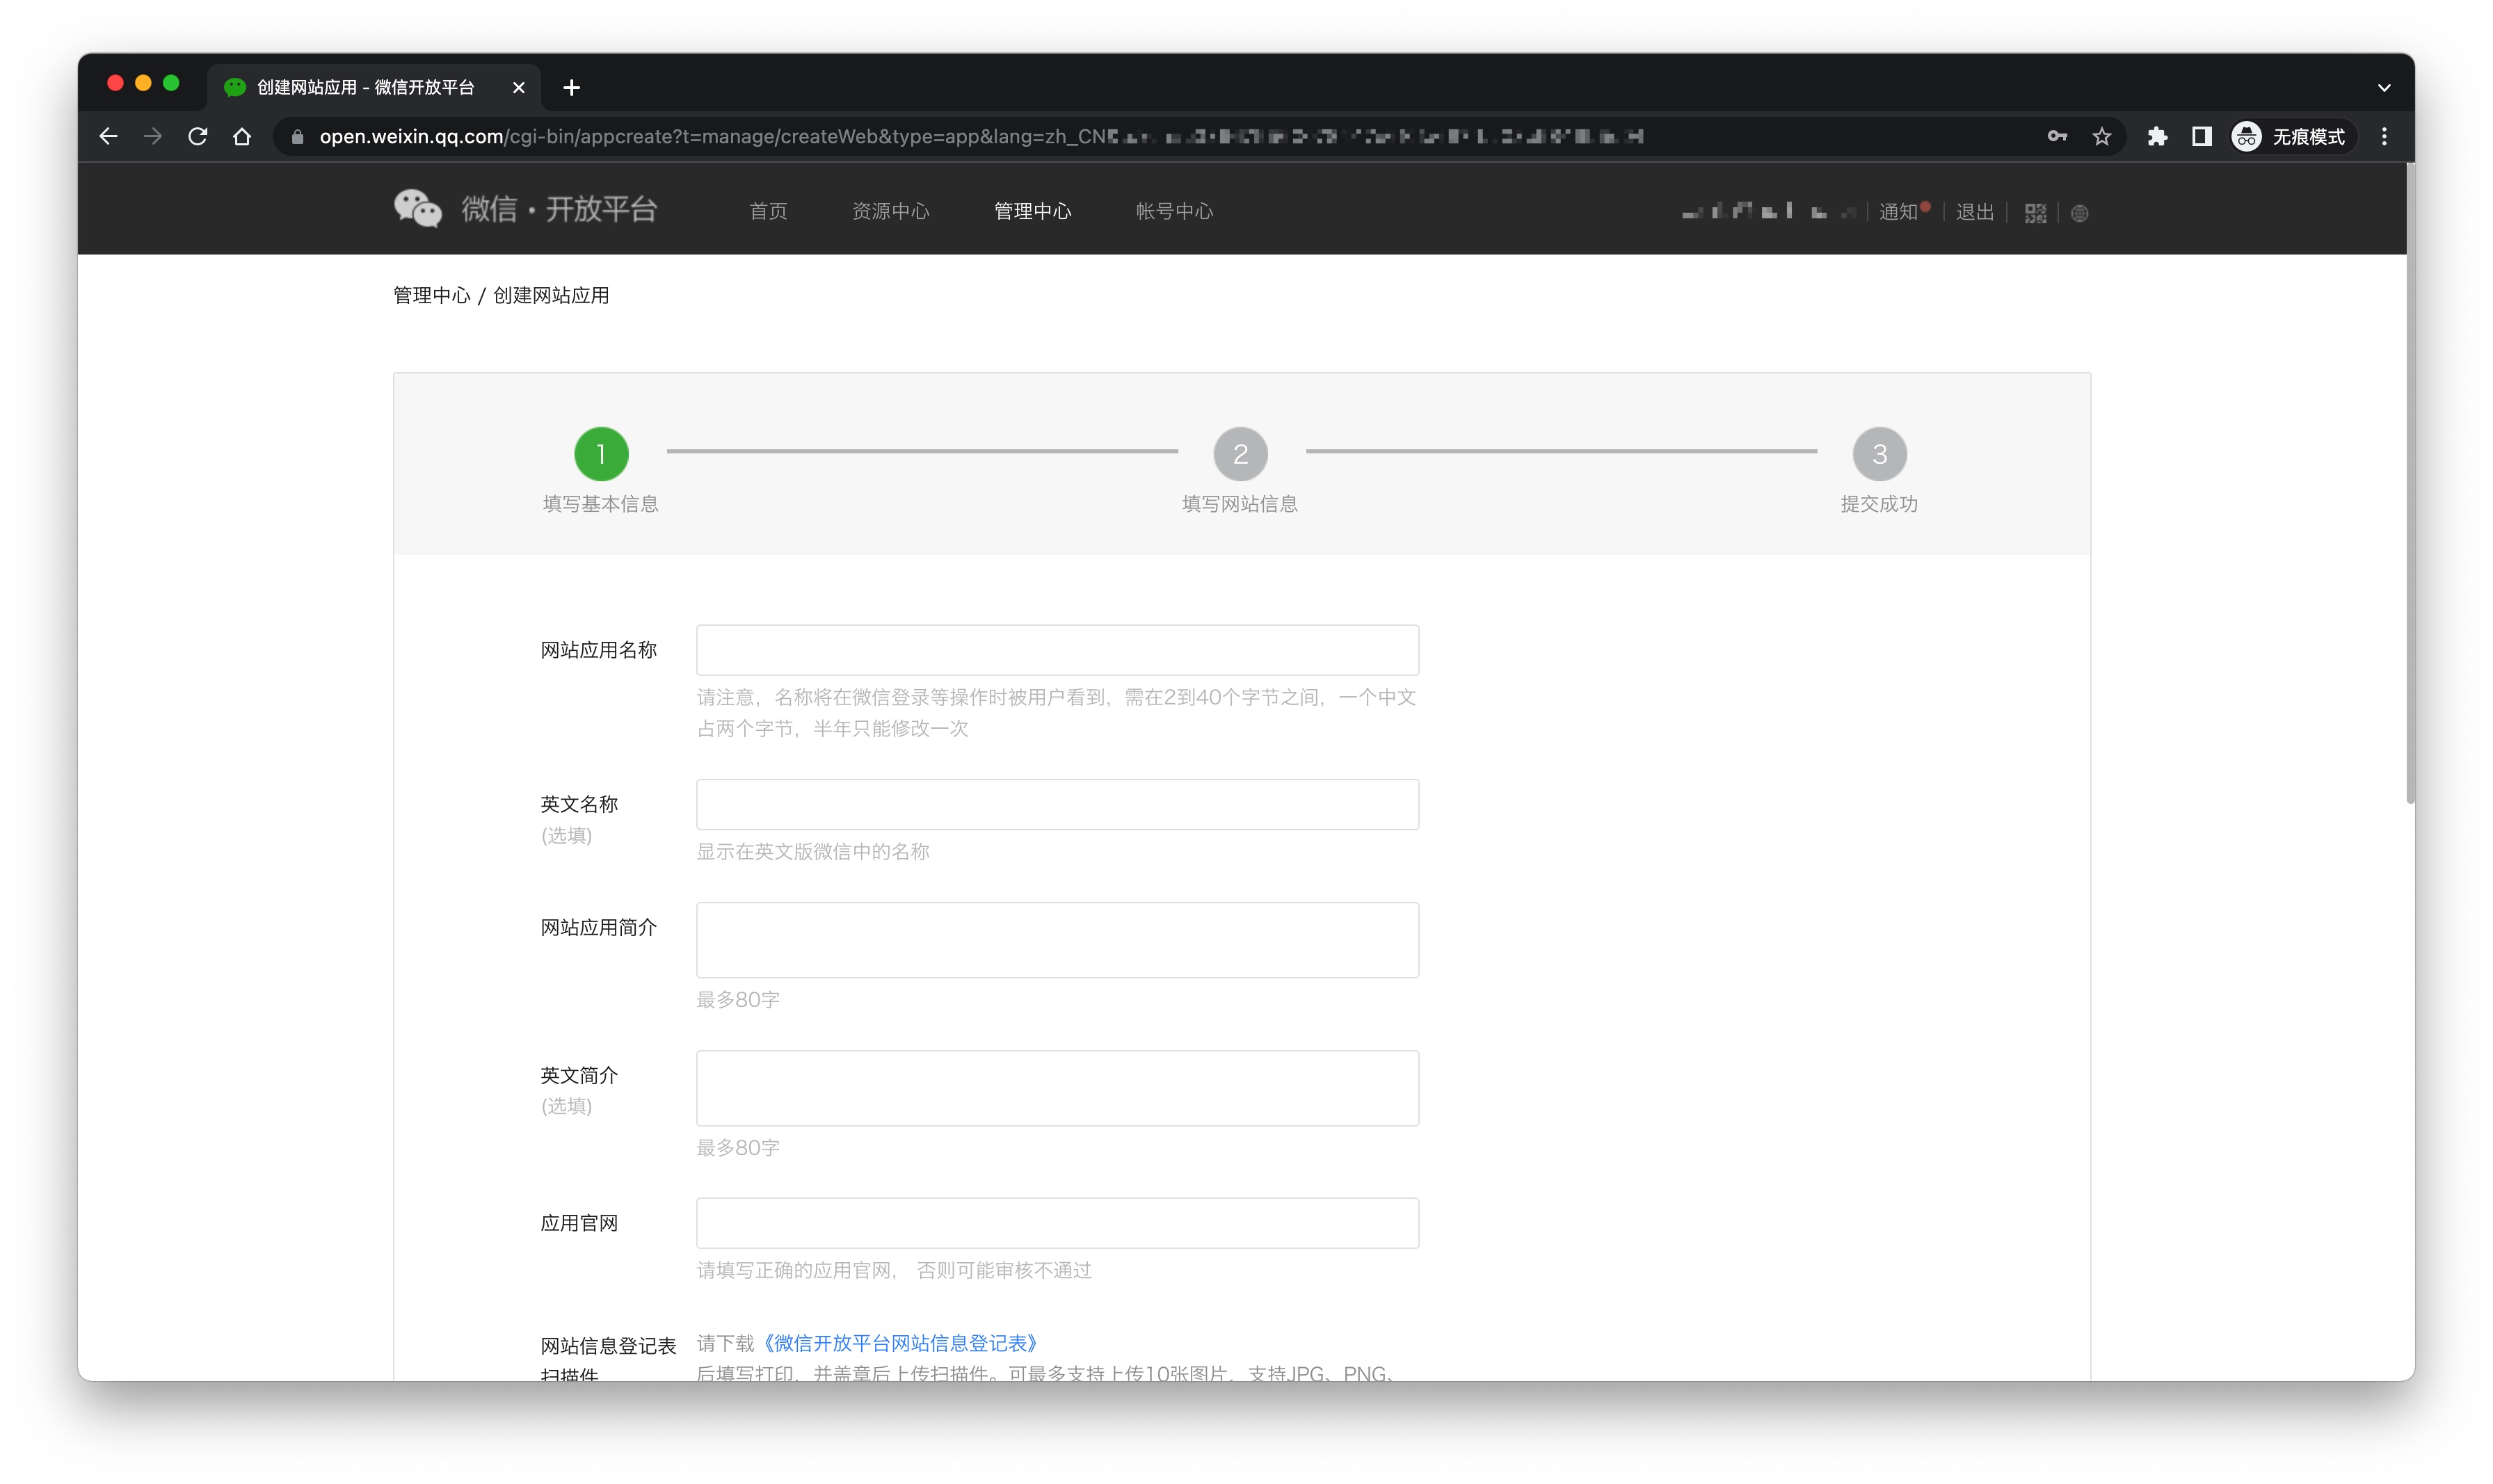 创建网站应用 - 微信开放平台
open.weixin.qq.com/cgi-bin/appcreate?t=manage/createWeb&type=app&lang=zh_CN
无痕模式
微信·开放平台
首页
资源中心
管理中心
帐号中心
通知
退出
管理中心 / 创建网站应用
1
2
3
填写基本信息
填写网站信息
提交成功
网站应用名称
请注意，名称将在微信登录等操作时被用户看到，需在2到40个字节之间，一个中文
占两个字节，半年只能修改一次
英文名称
(选填)
显示在英文版微信中的名称
网站应用简介
最多80字
英文简介
(选填)
最多80字
应用官网
请填写正确的应用官网， 否则可能审核不通过
网站信息登记表
扫描件
请下载《微信开放平台网站信息登记表》
后填写打印，并盖章后上传扫描件。可最多支持上传10张图片，支持JPG、PNG、